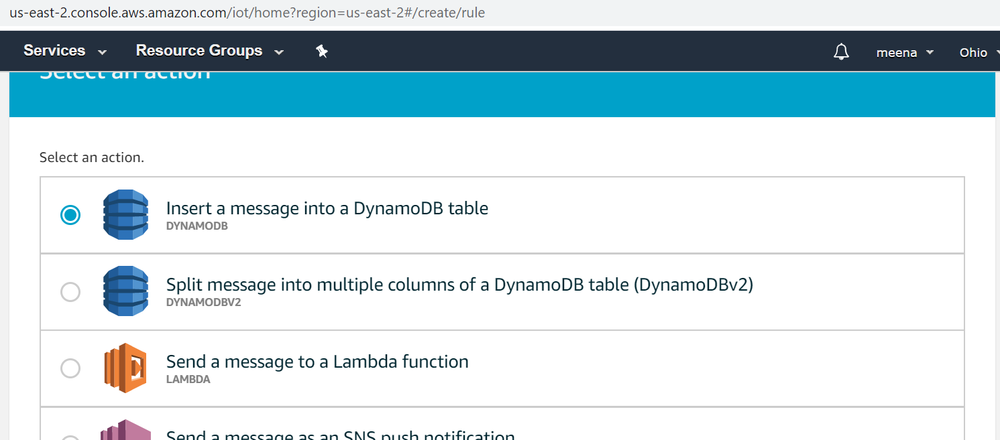 us-east-2.console.aws.amazon.com/iot/home?region=us-east-2#/create/rule
Services Resource Groups meena Ohio
Select an action
Select an action.
Insert a message into a DynamoDB table
DYNAMODB
Split message into multiple columns of a DynamoDB table (DynamoDBv2)
DYNAMODBV2
Send a message to a Lambda function
LAMBDA
Send a message as an SNS push notification